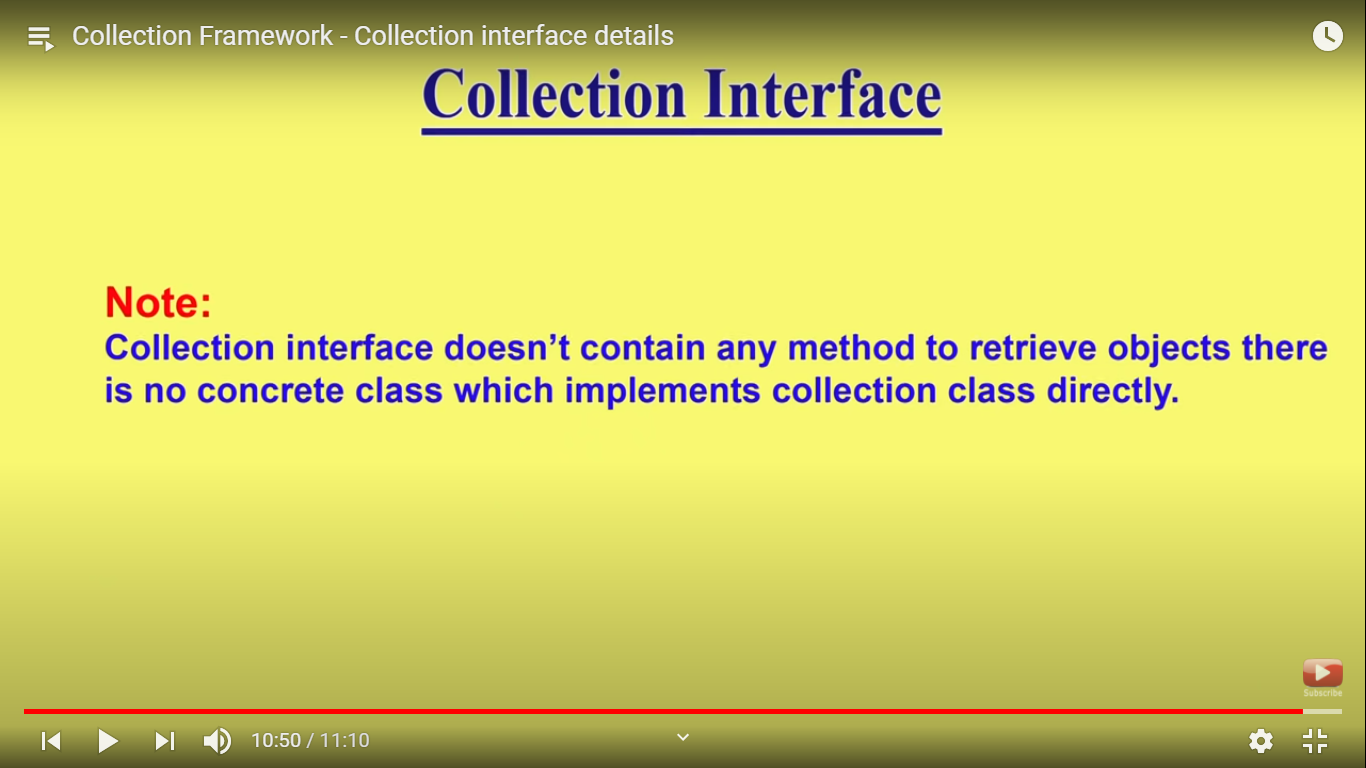 Collection Framework - Collection interface details
Collection Interface
Note:
Collection interface doesn’t contain any method to retrieve objects there
is no concrete class which implements collection class directly.
Subscribe
10:50 / 11:10